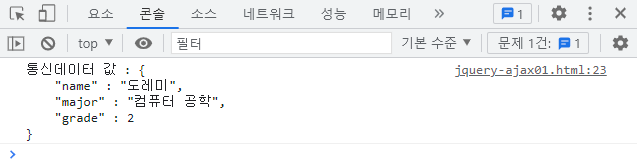 요소 콘솔 소스 네트워크 성능 메모리 » 1
top ▼ 필터 기본 수준 ▼ 문제 1건: 1
통신데이터 값 : { jquery-ajax01.html:23
"name" : "도레미",
"major" : "컴퓨터 공학",
"grade" : 2
}
>